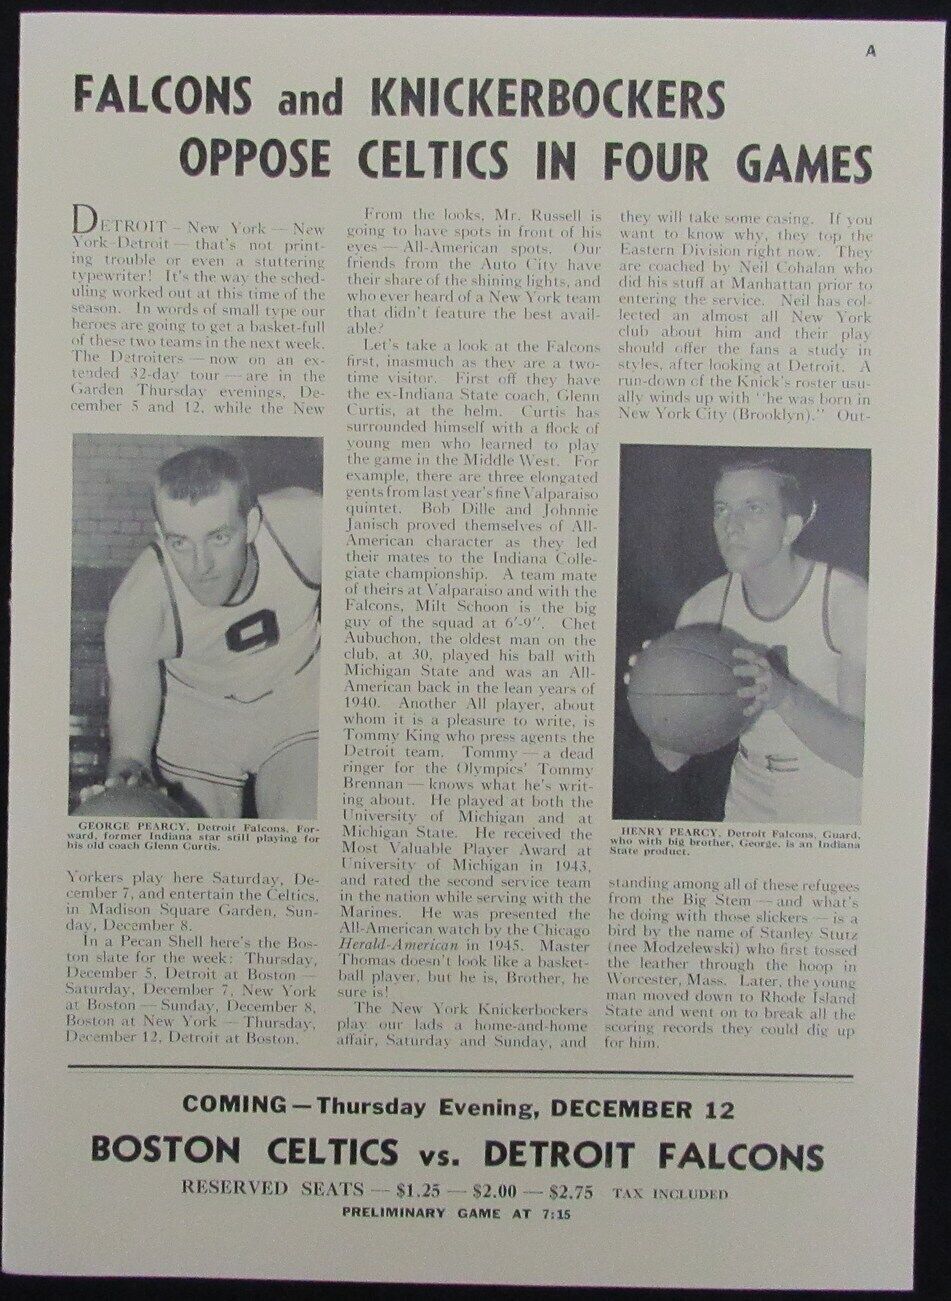 A
FALCONS and KNICKERBOCKERS
OPPOSE CELTICS IN FOUR GAMES
DETROIT – New York — New
York-Detroit — that's not print-
ing trouble or even a stuttering
typewriter! It's the way the sched-
uling worked out at this time of the
season. In words of small type our
heroes are going to get a basket-full
of these two teams in the next week.
The Detroiters — now on an ex-
tended 32-day tour — are in the
Garden Thursday evenings, De-
cember 5 and 12, while the New
GEORGE PEARCY, Detroit Falcons, For-
ward, former Indiana star still playing for
his old coach Glenn Curtis.
Yorkers play here Saturday, De-
cember 7, and entertain the Celtics,
in Madison Square Garden, Sun-
day, December 8.
In a Pecan Shell here's the Bos-
ton slate for the week: Thursday,
December 5, Detroit at Boston —
Saturday, December 7, New York
at Boston — Sunday, December 8,
Boston at New York — Thursday,
December 12, Detroit at Boston.
From the looks, Mr. Russell is
going to have spots in front of his
eyes — All-American spots. Our
friends from the Auto City have
their share of the shining lights, and
who ever heard of a New York team
that didn't feature the best avail-
able?
Let's take a look at the Falcons
first, inasmuch as they are a two-
time visitor. First off they have
the ex-Indiana State coach, Glenn
Curtis, at the helm. Curtis has
surrounded himself with a flock of
young men who learned to play
the game in the Middle West. For
example, there are three elongated
gents from last year's fine Valparaiso
quintet. Bob Dille and Johnnie
Janisch proved themselves of All-
American character as they led
their mates to the Indiana Colle-
giate championship. A team mate
of theirs at Valparaiso and with the
Falcons, Milt Schoon is the big
guy of the squad at 6'-9". Chet
Aubuchon, the oldest man on the
club, at 30, played his ball with
Michigan State and was an All-
American back in the lean years of
1940. Another All player, about
whom it is a pleasure to write, is
Tommy King who press agents the
Detroit team. Tommy — a dead
ringer for the Olympics' Tommy
Brennan — knows what he's writ-
ing about. He played at both the
University of Michigan and at
Michigan State. He received the
Most Valuable Player Award at
University of Michigan in 1943,
and rated the second service team
in the nation while serving with the
Marines. He was presented the
All-American watch by the Chicago
Herald-American in 1945. Master
Thomas doesn't look like a basket-
ball player, but he is, Brother, he
sure is!
The New York Knickerbockers
play our lads a home-and-home
affair, Saturday and Sunday, and
they will take some casing. If you
want to know why, they top the
Eastern Division right now. They
are coached by Neil Cohalan who
did his stuff at Manhattan prior to
entering the service. Neil has col-
lected an almost all New York
club about him and their play
should offer the fans a study in
styles, after looking at Detroit. A
run-down of the Knick's roster usu-
ally winds up with "he was born in
New York City (Brooklyn)." Out-
HENRY PEARCY, Detroit Falcons, Guard,
who with big brother, George, is an Indiana
State product.
standing among all of these refugees
from the Big Stem — and what's
he doing with those slickers — is a
bird by the name of Stanley Stutz
(nee Modzelewski) who first tossed
the leather through the hoop in
Worcester, Mass. Later, the young
man moved down to Rhode Island
State and went on to break all the
scoring records they could dig up
for him.
COMING — Thursday Evening, DECEMBER 12
BOSTON CELTICS vs. DETROIT FALCONS
RESERVED SEATS — $1.25 — $2.00 — $2.75 TAX INCLUDED
PRELIMINARY GAME AT 7:15